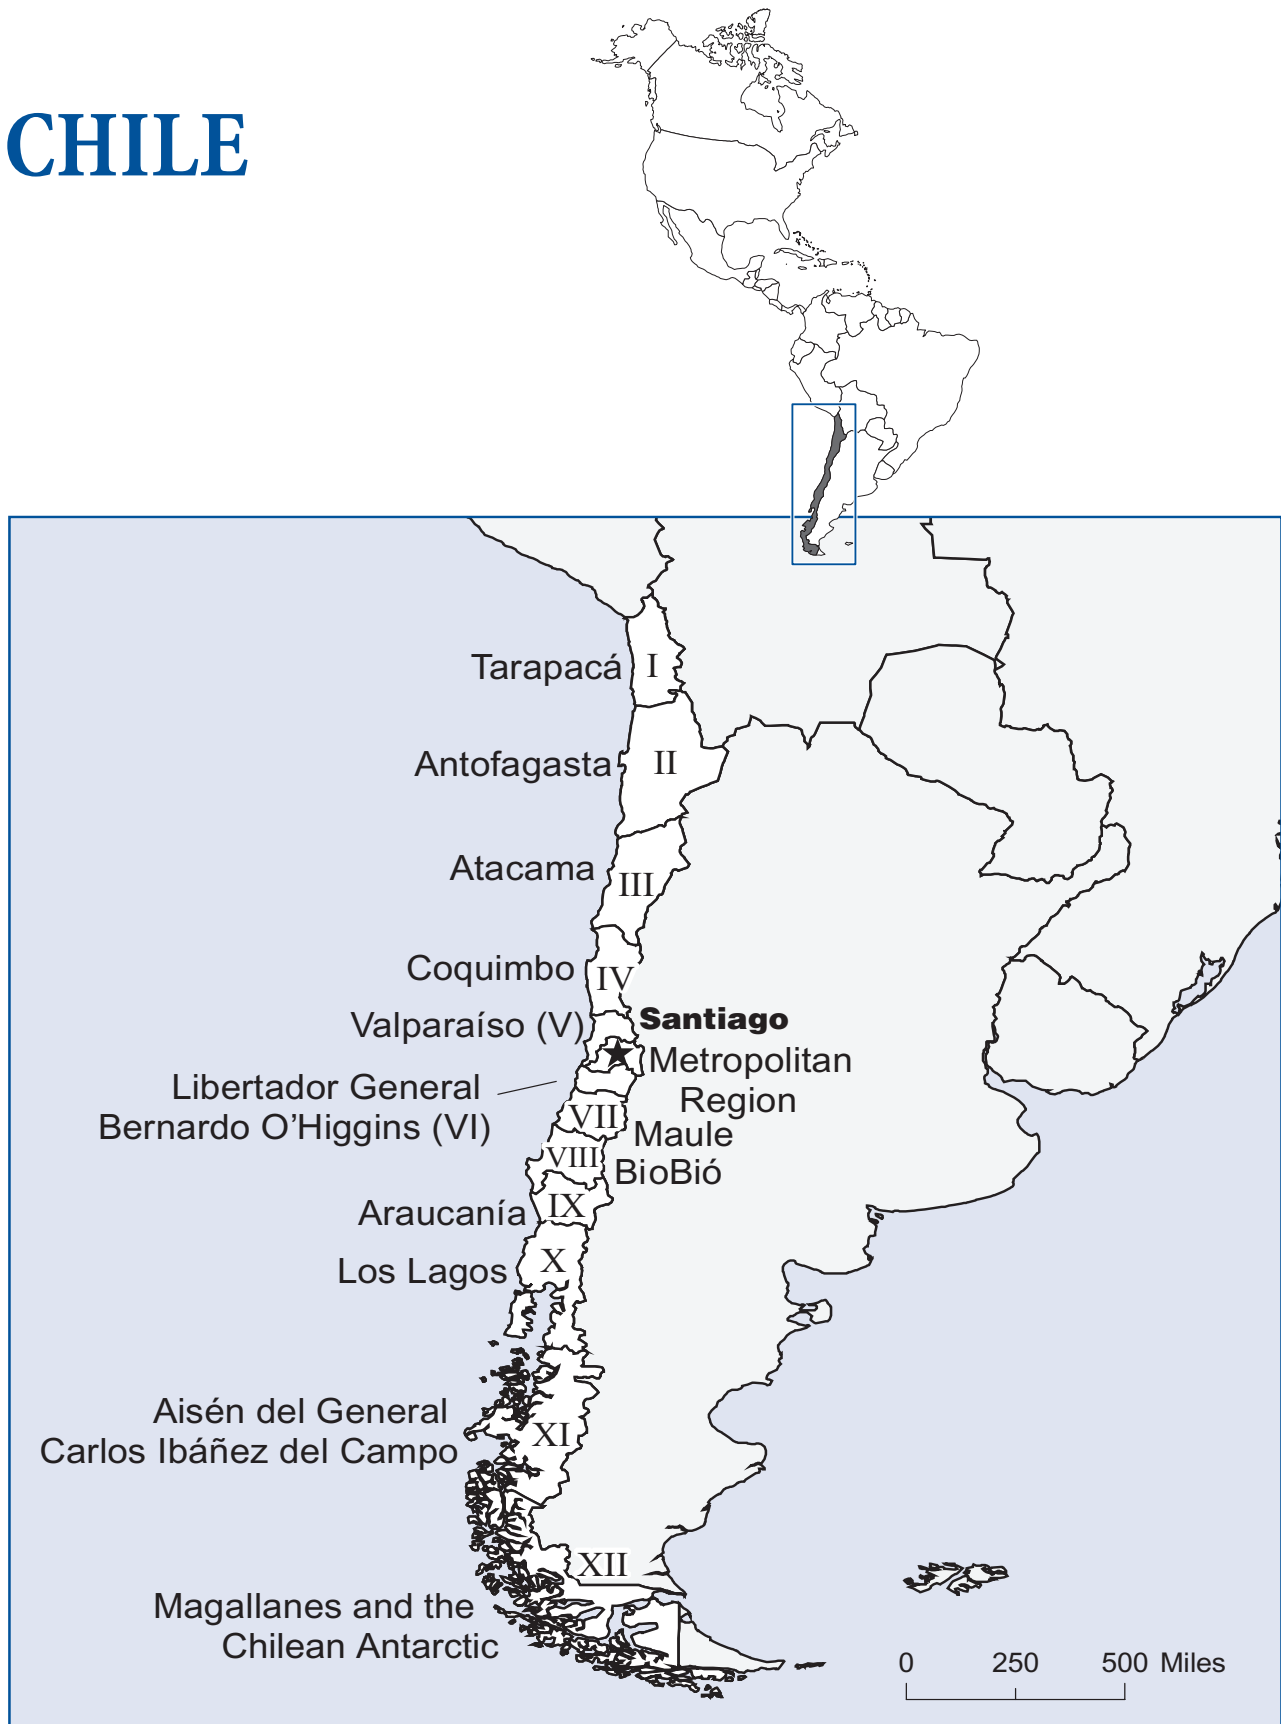 CHILE
Tarapacá
I
Antofagasta
II
Atacama
III
Coquimbo
IV
Valparaíso (V)
Santiago
Metropolitan
Region
Libertador General
Bernardo O’Higgins (VI)
VII
Maule
VIII
BioBió
Araucanía
IX
Los Lagos
X
Aisén del General
Carlos Ibáñez del Campo
XI
XII
Magallanes and the
Chilean Antarctic
0 250 500 Miles